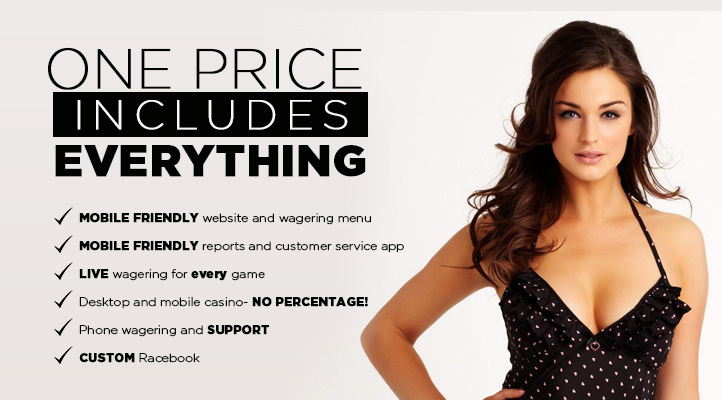 ONE PRICE
INCLUDES
EVERYTHING
MOBILE FRIENDLY website and wagering menu
MOBILE FRIENDLY reports and customer service app
LIVE wagering for every game
Desktop and mobile casino- NO PERCENTAGE!
Phone wagering and SUPPORT
CUSTOM Racebook